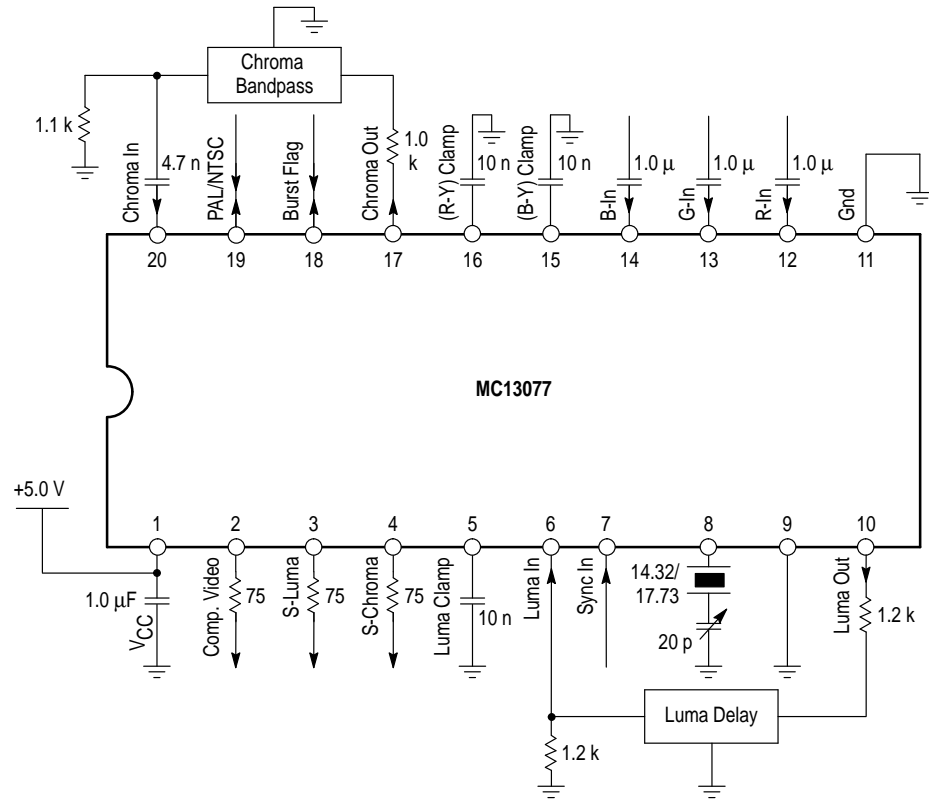 Chroma
Bandpass
1.1 k
Chroma In
4.7 n
PAL/NTSC
Burst Flag
Chroma Out
1.0
k
(R-Y) Clamp
10 n
(B-Y) Clamp
10 n
B-In
1.0 μ
G-In
1.0 μ
R-In
1.0 μ
Gnd
20
19
18
17
16
15
14
13
12
11
MC13077
+5.0 V
1
2
3
4
5
6
7
8
9
10
1.0 μF
VCC
Comp. Video
75
S-Luma
75
S-Chroma
75
Luma Clamp
10 n
Luma In
Sync In
14.32/
17.73
20 p
Luma Out
1.2 k
Luma Delay
1.2 k